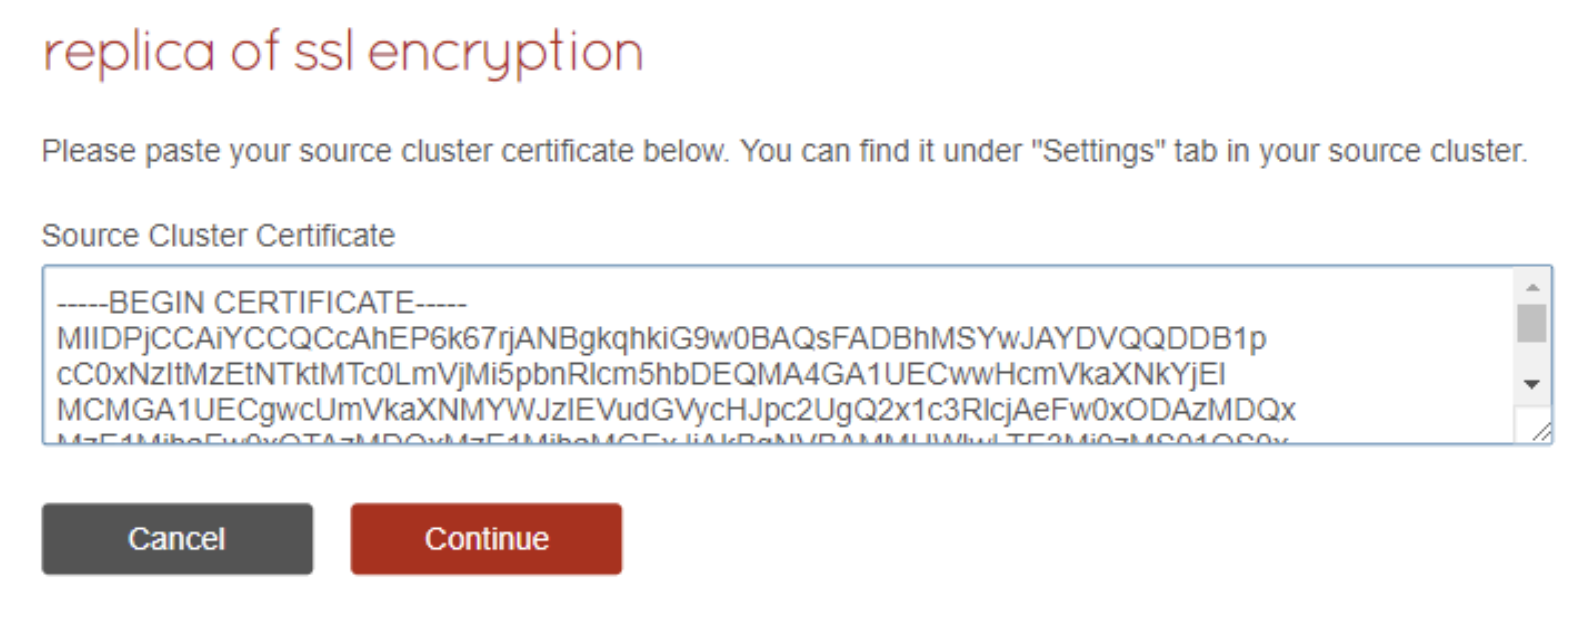 replica of ssl encryption
Please paste your source cluster certificate below. You can find it under "Settings" tab in your source cluster.
Source Cluster Certificate
-----BEGIN CERTIFICATE-----
MIIDPjCCAiYCCQCcAhEP6k67rjANBgkqhkiG9w0BAQsFADBhMSYwJAYDVQQDDB1p
cC0xNzItMzEtNTktMTc0LmVjMi5pbnRlcm5hbDEQMA4GA1UECwwHcmVkaXNkYjEl
MCMGA1UECgwcUmVkaXNMYWJzIEVudGVycHJpc2UgQ2x1c3RlcjAeFw0xODAzMDQx
Cancel Continue